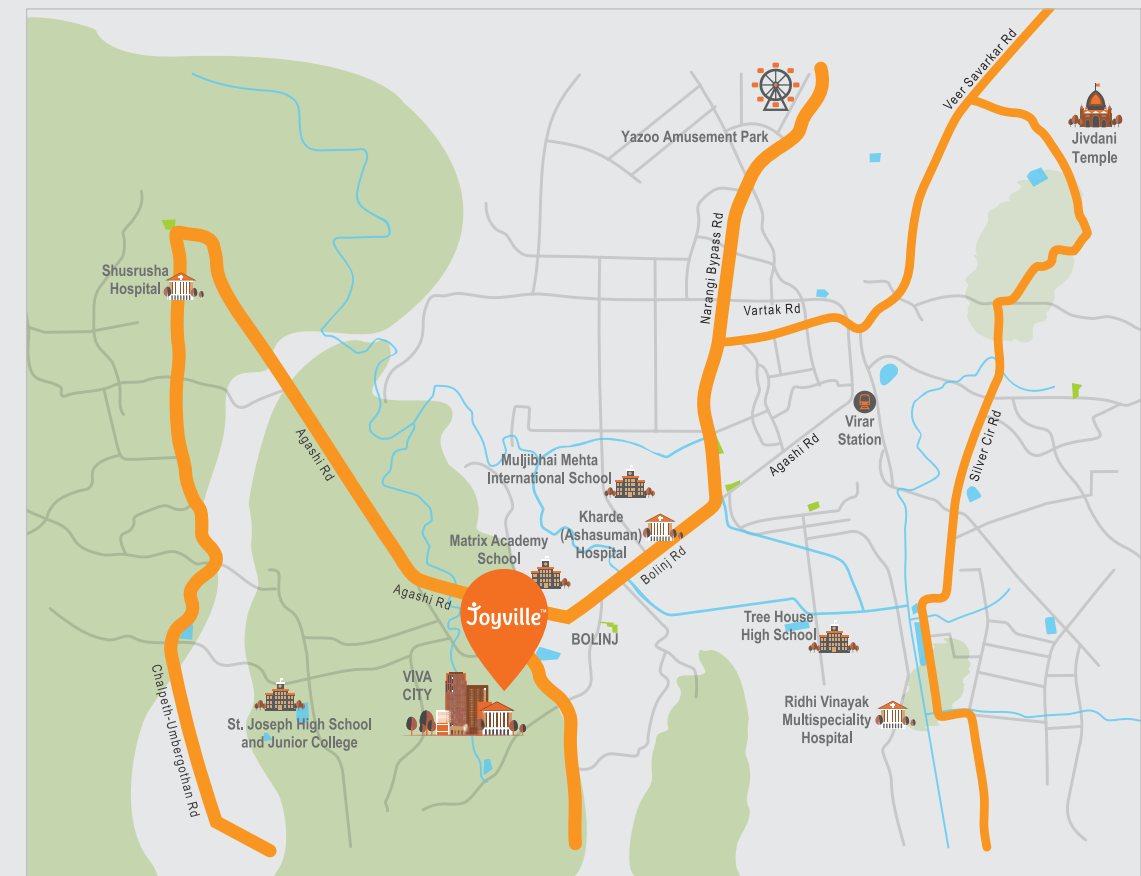 Veer Savarkar Rd
Yazoo Amusement Park
Jivdani
Temple
Narangi Bypass Rd
Shusrusha
Hospital
Vartak Rd
Virar
Station
Agashi Rd
Agashi Rd
Silver Cir Rd
Muljibhai Mehta
International School
Kharde
(Ashasuman)
Hospital
Matrix Academy
School
Bolinj Rd
Agashi Rd
Joyville™
BOLINJ
Tree House
High School
VIVA
CITY
Chalpeth-Umbergothan Rd
St. Joseph High School
and Junior College
Ridhi Vinayak
Multispeciality
Hospital